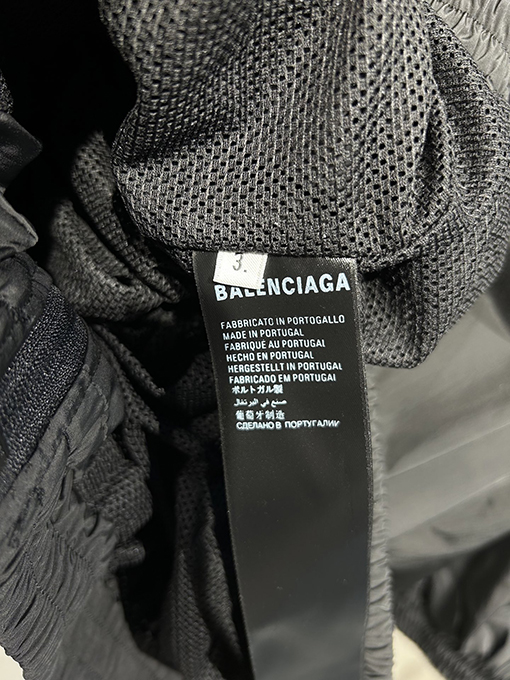 3.
BALENCIAGA
FABBRICATO IN PORTOGALLO
MADE IN PORTUGAL
FABRIQUE AU PORTUGAL
HECHO EN PORTUGAL
HERGESTELLT IN PORTUGAL
FABRICADO EM PORTUGAL
ポルトガル製
صنع في البرتغال
葡萄牙制造
СДЕЛАНО В ПОРТУГАЛИИ